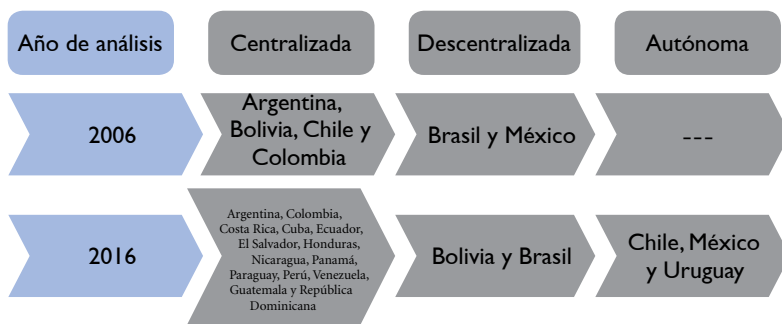 Año de análisis
Centralizada
Descentralizada
Autónoma
2006
Argentina,
Bolivia, Chile y
Colombia
Brasil y México
---
2016
Argentina, Colombia,
Costa Rica, Cuba, Ecuador,
El Salvador, Honduras,
Nicaragua, Panamá,
Paraguay, Perú, Venezuela,
Guatemala y República
Dominicana
Bolivia y Brasil
Chile, México
y Uruguay